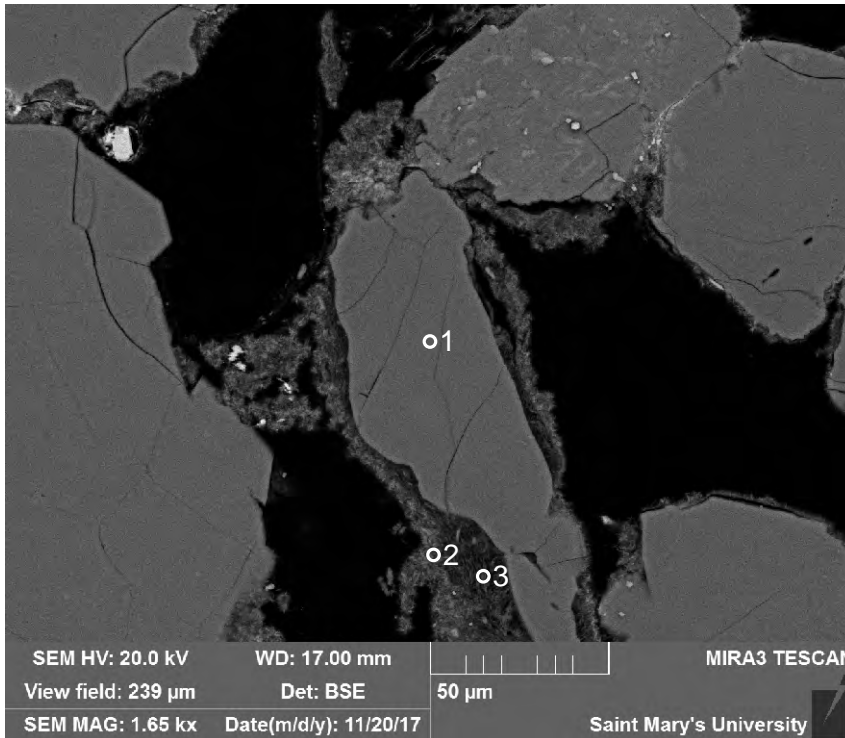 1
2
3
SEM HV: 20.0 kV WD: 17.00 mm MIRA3 TESCAN
View field: 239 µm Det: BSE 50 µm
SEM MAG: 1.65 kx Date(m/d/y): 11/20/17 Saint Mary's University